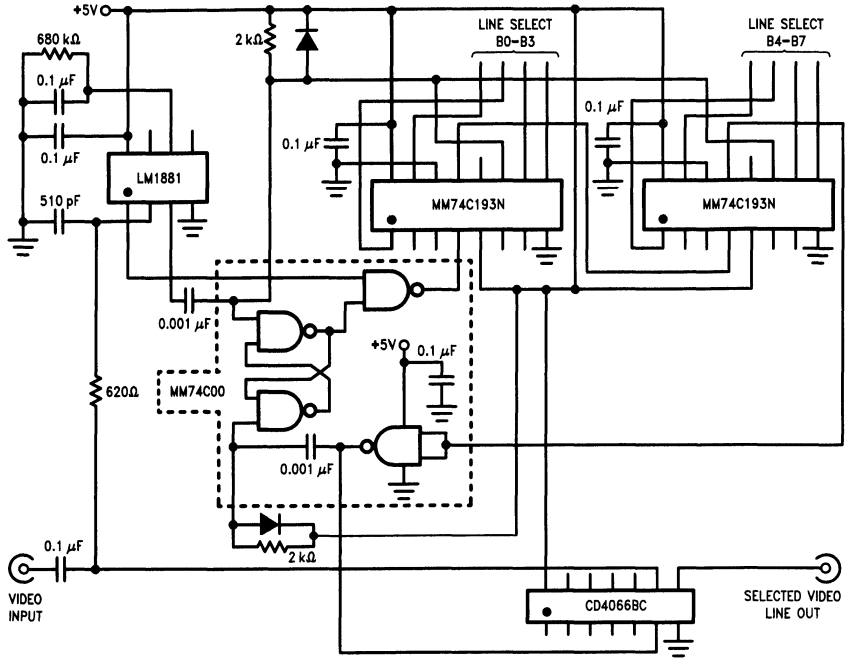 +5V
LINE SELECT
B0–B3
LINE SELECT
B4–B7
680 kΩ
2 kΩ
0.1 μF
0.1 μF
0.1 μF
0.1 μF
LM1881
510 pF
MM74C193N
MM74C193N
0.001 μF
+5V
0.1 μF
620Ω
MM74C00
0.001 μF
2 kΩ
0.1 μF
VIDEO
INPUT
CD4066BC
SELECTED VIDEO
LINE OUT